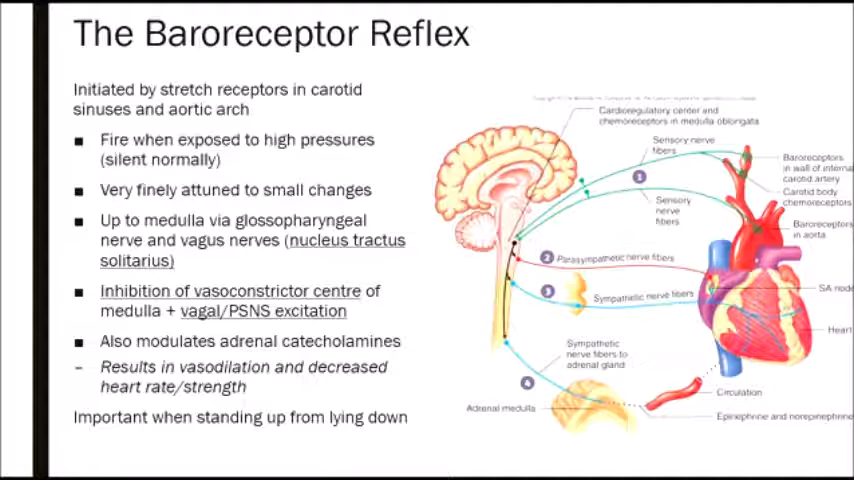 The Baroreceptor Reflex
Initiated by stretch receptors in carotid
sinuses and aortic arch
■ Fire when exposed to high pressures
(silent normally)
■ Very finely attuned to small changes
■ Up to medulla via glossopharyngeal
nerve and vagus nerves (nucleus tractus
solitarius)
■ Inhibition of vasoconstrictor centre of
medulla + vagal/PSNS excitation
■ Also modulates adrenal catecholamines
– Results in vasodilation and decreased
heart rate/strength
Important when standing up from lying down
Cardioregulatory center and
chemoreceptors in medulla oblongata
Sensory nerve
fibers
1
Baroreceptors
in wall of internal
carotid artery
Carotid body
chemoreceptors
Sensory
nerve
fibers
Baroreceptors
in aorta
2 Parasympathetic nerve fibers
3 Sympathetic nerve fibers
SA node
Heart
Sympathetic
nerve fibers to
adrenal gland
4
Circulation
Adrenal medulla
Epinephrine and norepinephrine